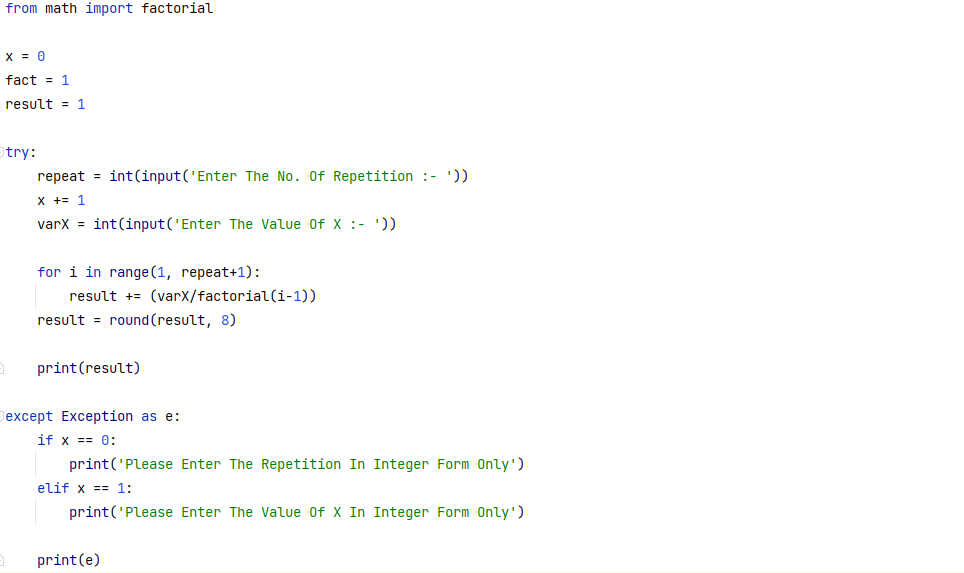 from math import factorial
x = 0
fact = 1
result = 1
try:
    repeat = int(input('Enter The No. Of Repetition :- '))
    x += 1
    varX = int(input('Enter The Value Of X :- '))
    for i in range(1, repeat+1):
        result += (varX/factorial(i-1))
    result = round(result, 8)
    print(result)
except Exception as e:
    if x == 0:
        print('Please Enter The Repetition In Integer Form Only')
    elif x == 1:
        print('Please Enter The Value Of X In Integer Form Only')
    print(e)